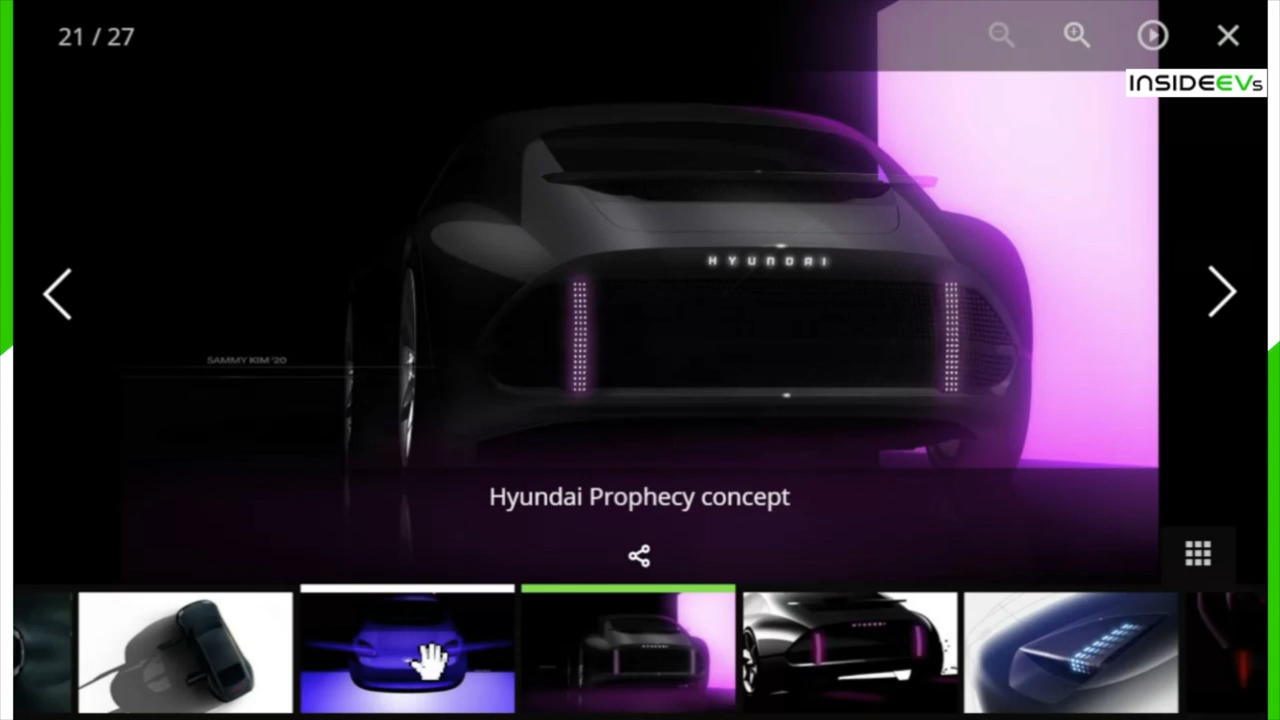 21 / 27
INSIDEEVs
HYUNDAI
SAMMY KIM '20
Hyundai Prophecy concept